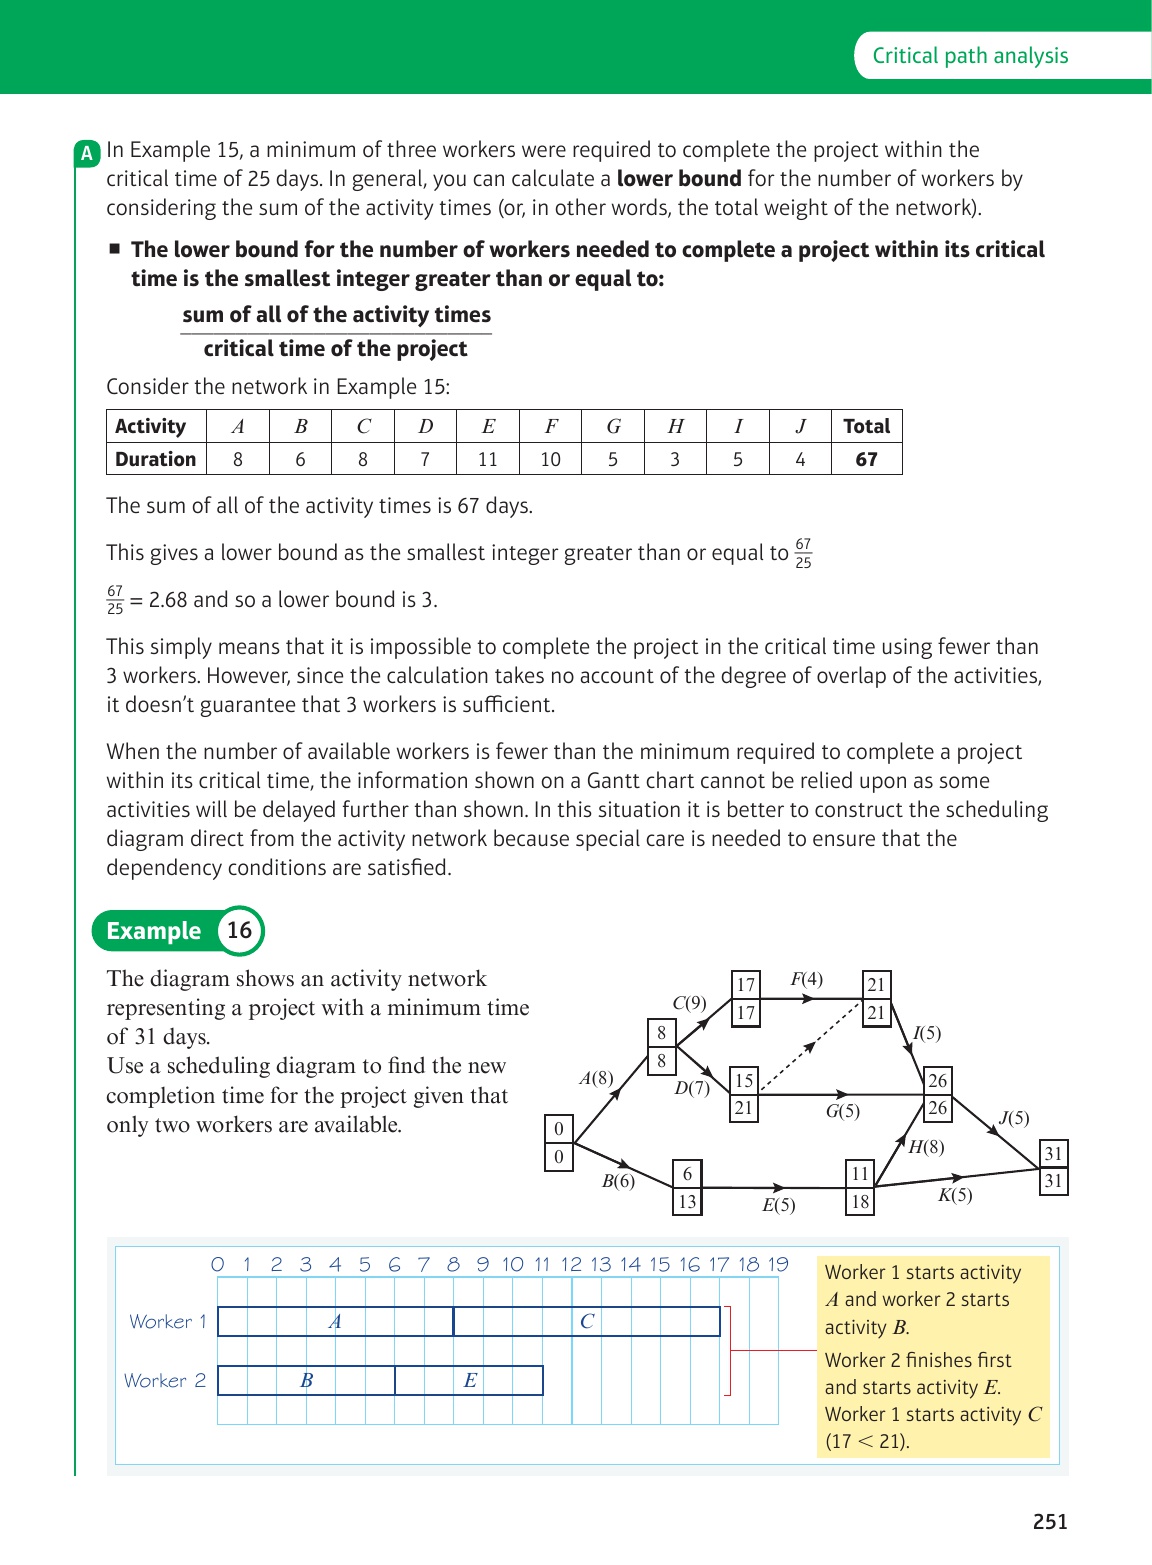 Critical path analysis
A
In Example 15, a minimum of three workers were required to complete the project within the
critical time of 25 days. In general, you can calculate a lower bound for the number of workers by
considering the sum of the activity times (or, in other words, the total weight of the network).
■ The lower bound for the number of workers needed to complete a project within its critical
time is the smallest integer greater than or equal to:
sum of all of the activity times
critical time of the project
Consider the network in Example 15:
Activity A B C D E F G H I J Total
Duration 8 6 8 7 11 10 5 3 5 4 67
The sum of all of the activity times is 67 days.
This gives a lower bound as the smallest integer greater than or equal to 67/25
67/25 = 2.68 and so a lower bound is 3.
This simply means that it is impossible to complete the project in the critical time using fewer than
3 workers. However, since the calculation takes no account of the degree of overlap of the activities,
it doesn’t guarantee that 3 workers is sufficient.
When the number of available workers is fewer than the minimum required to complete a project
within its critical time, the information shown on a Gantt chart cannot be relied upon as some
activities will be delayed further than shown. In this situation it is better to construct the scheduling
diagram direct from the activity network because special care is needed to ensure that the
dependency conditions are satisfied.
Example 16
The diagram shows an activity network
representing a project with a minimum time
of 31 days.
Use a scheduling diagram to find the new
completion time for the project given that
only two workers are available.
0
0
A(8)
B(6)
8
8
C(9)
D(7)
17
17
F(4)
21
21
I(5)
15
21
G(5)
26
26
J(5)
6
13
E(5)
11
18
H(8)
K(5)
31
31
0 1 2 3 4 5 6 7 8 9 10 11 12 13 14 15 16 17 18 19
Worker 1 A C
Worker 2 B E
Worker 1 starts activity
A and worker 2 starts
activity B.
Worker 2 finishes first
and starts activity E.
Worker 1 starts activity C
(17 < 21).
251